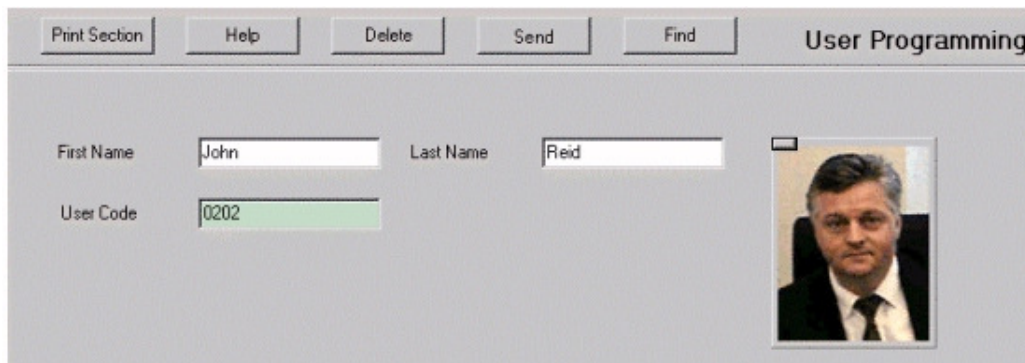 Print Section Help Delete Send Find User Programming
First Name John Last Name Reid
User Code 0202